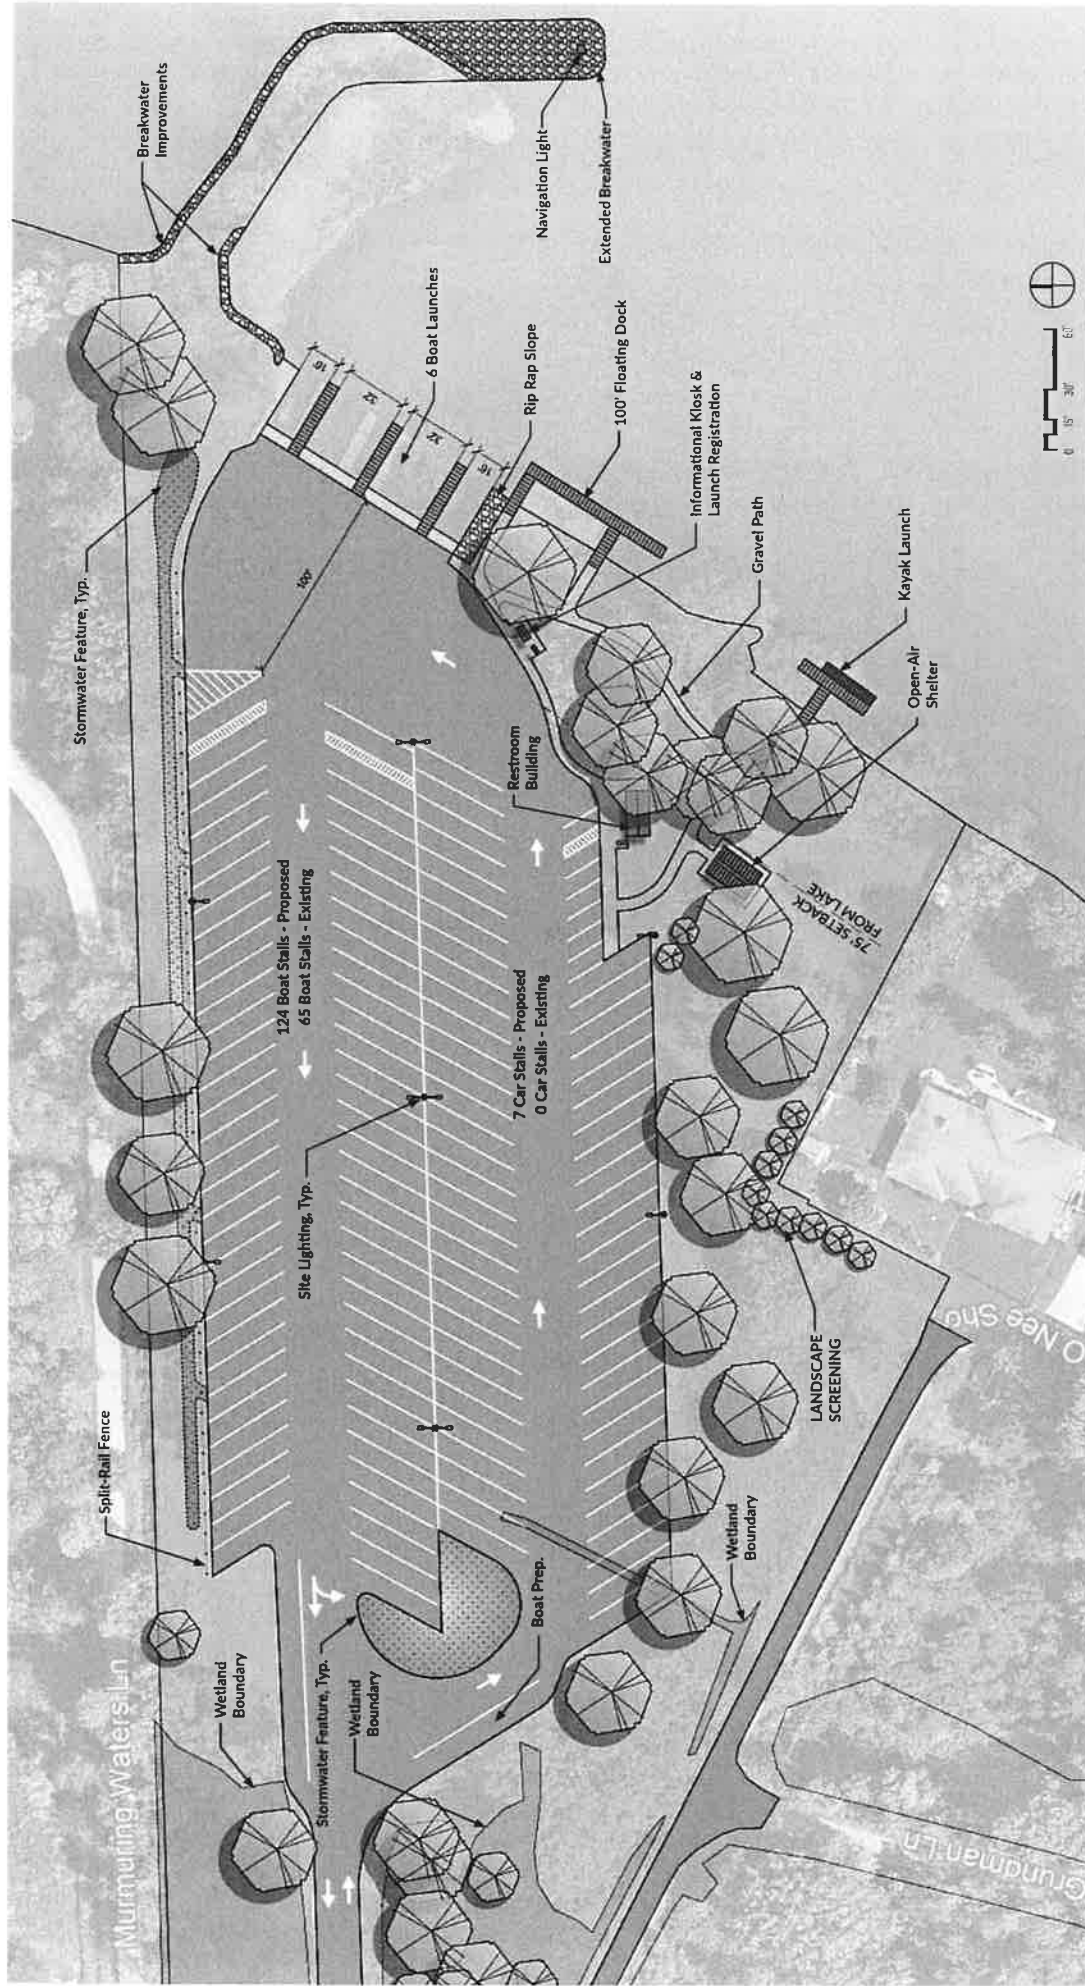 Breakwater
Improvements
Navigation Light
Extended Breakwater
6 Boat Launches
16'
32'
32'
16'
Rip Rap Slope
100' Floating Dock
Informational Kiosk &
Launch Registration
Gravel Path
Kayak Launch
Open-Air
Shelter
Stormwater Feature, Typ.
100'
Restroom
Building
75' SETBACK
FROM LAKE
124 Boat Stalls - Proposed
65 Boat Stalls - Existing
7 Car Stalls - Proposed
0 Car Stalls - Existing
Site Lighting, Typ.
LANDSCAPE
SCREENING
O Nee Sho
Split-Rail Fence
Wetland
Boundary
Boat Prep.
Stormwater Feature, Typ.
Wetland
Boundary
Wetland
Boundary
Murmuring Waters Ln
Grundman Ln
0 15' 30' 60'